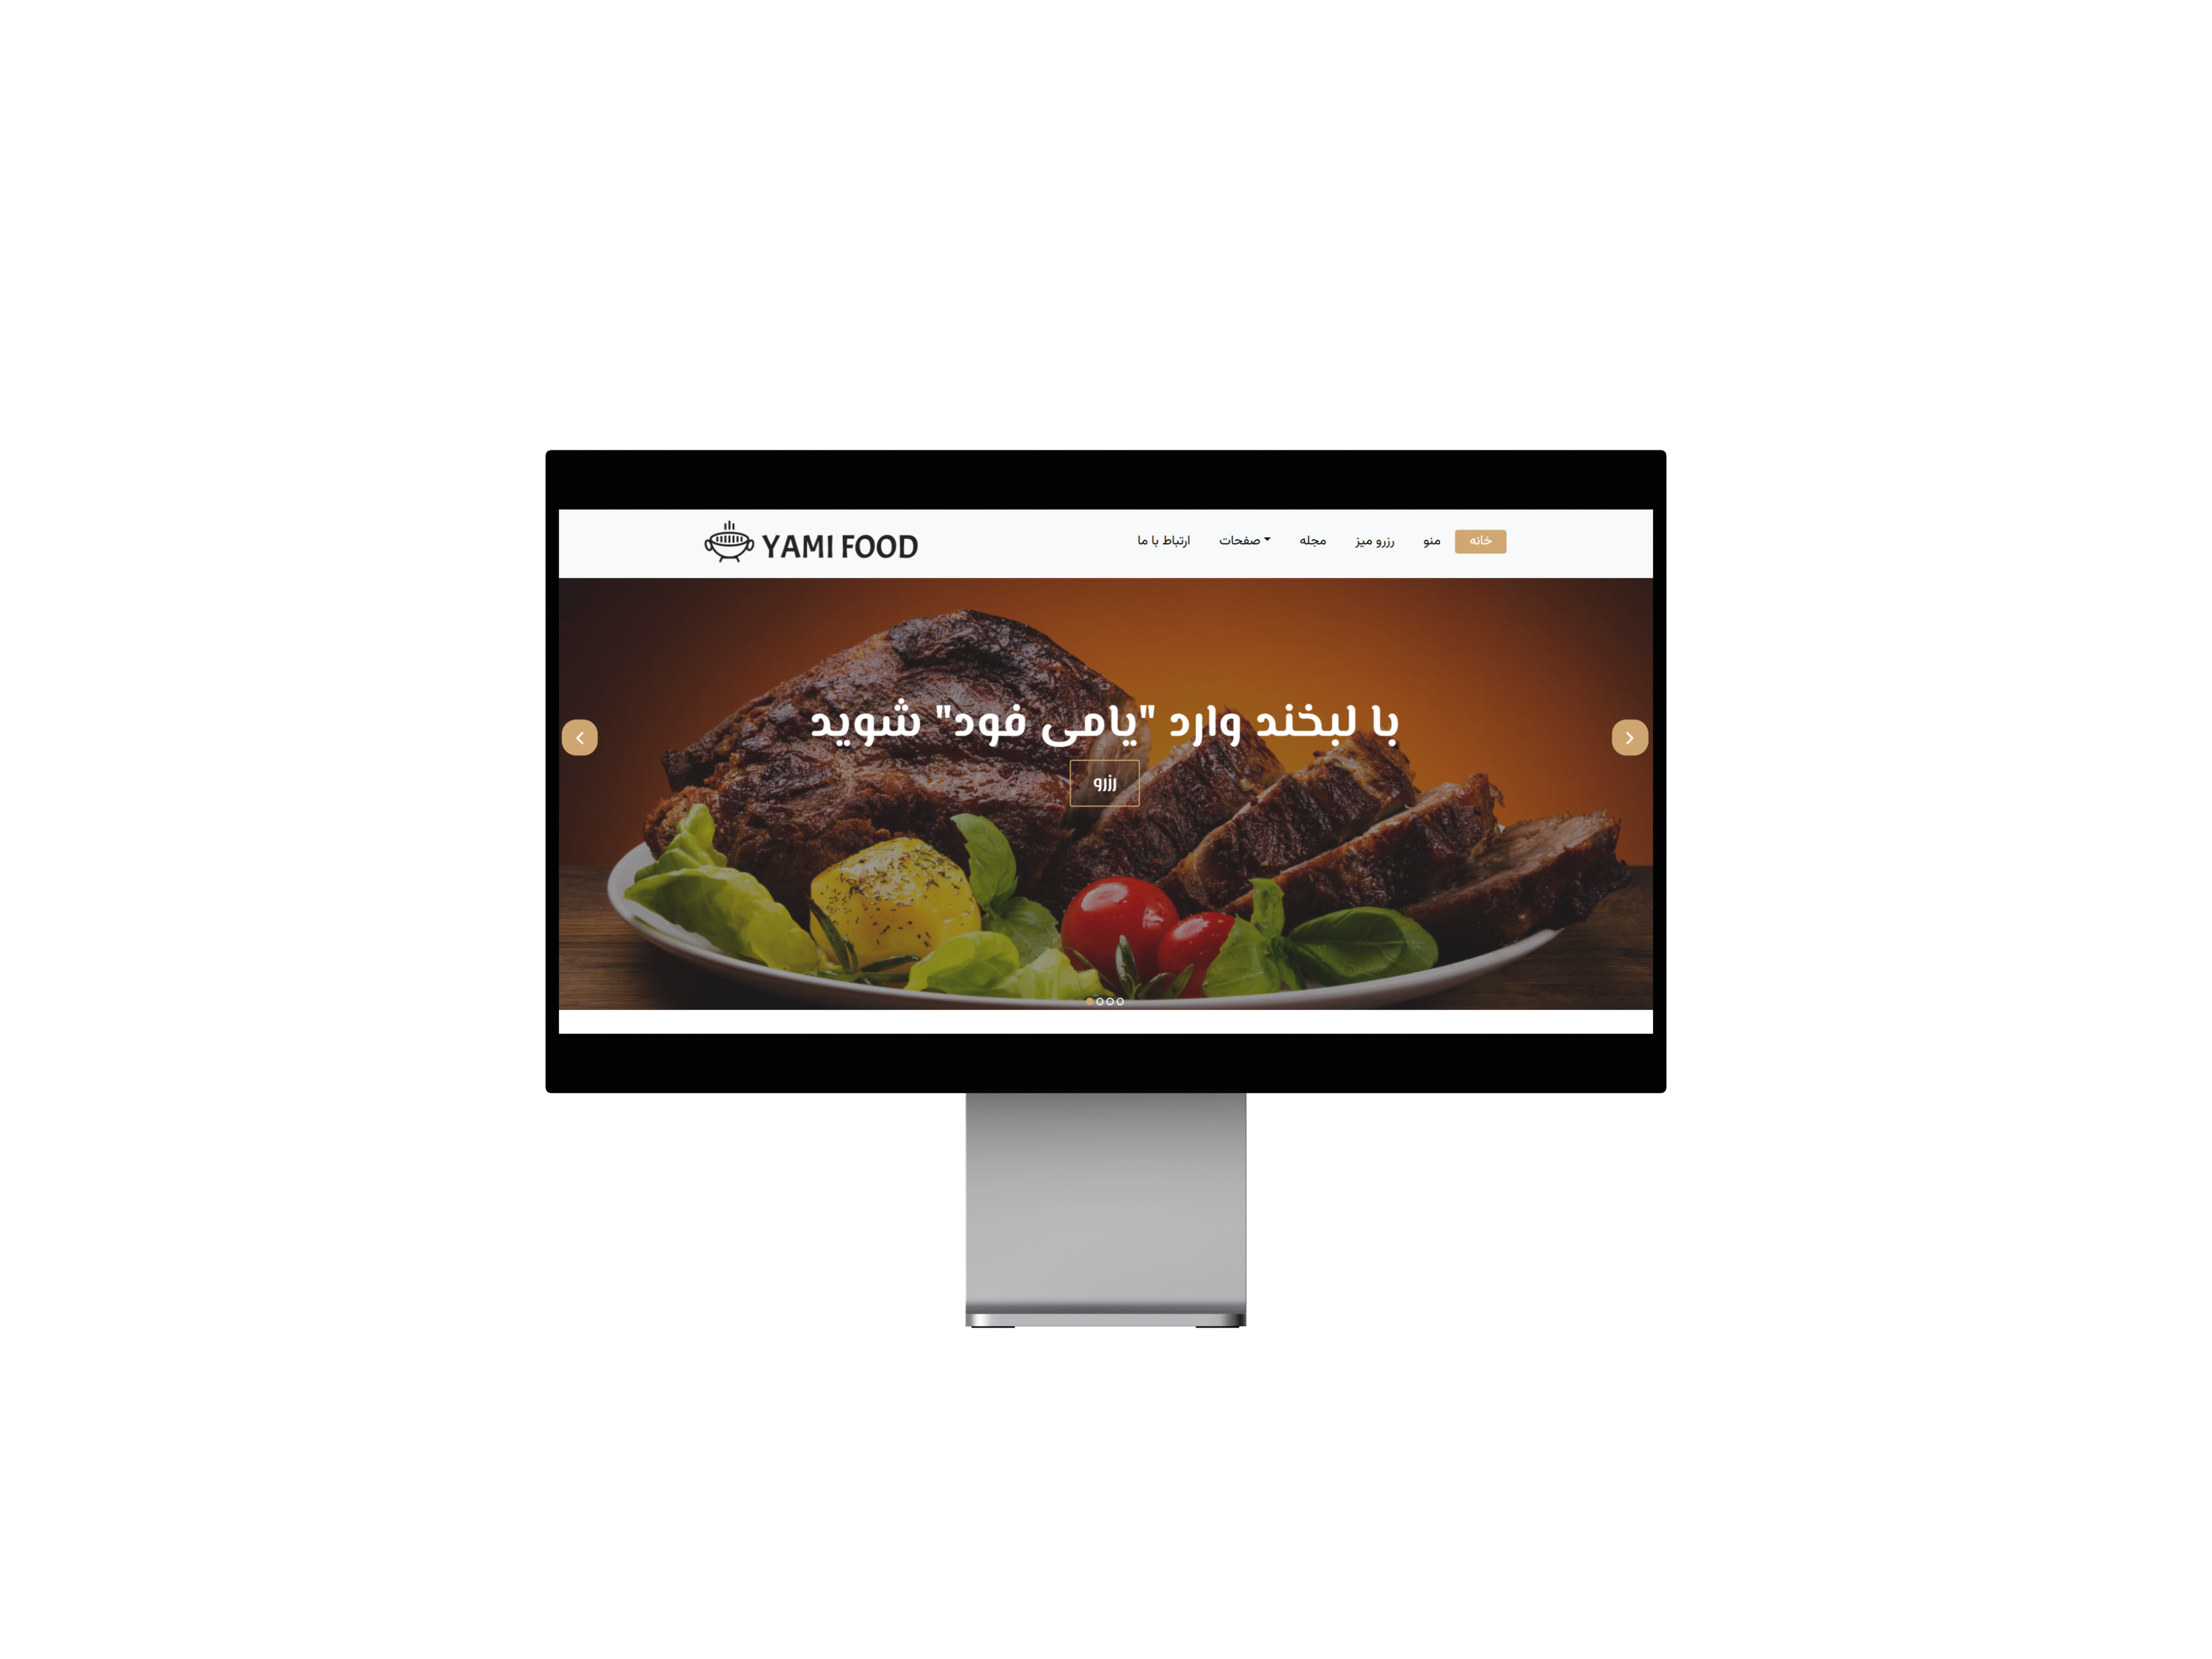 خانه منو رزرو میز مجله صفحات ارتباط با ما YAMI FOOD
با لبخند وارد "یامی فود" شوید
رزرو